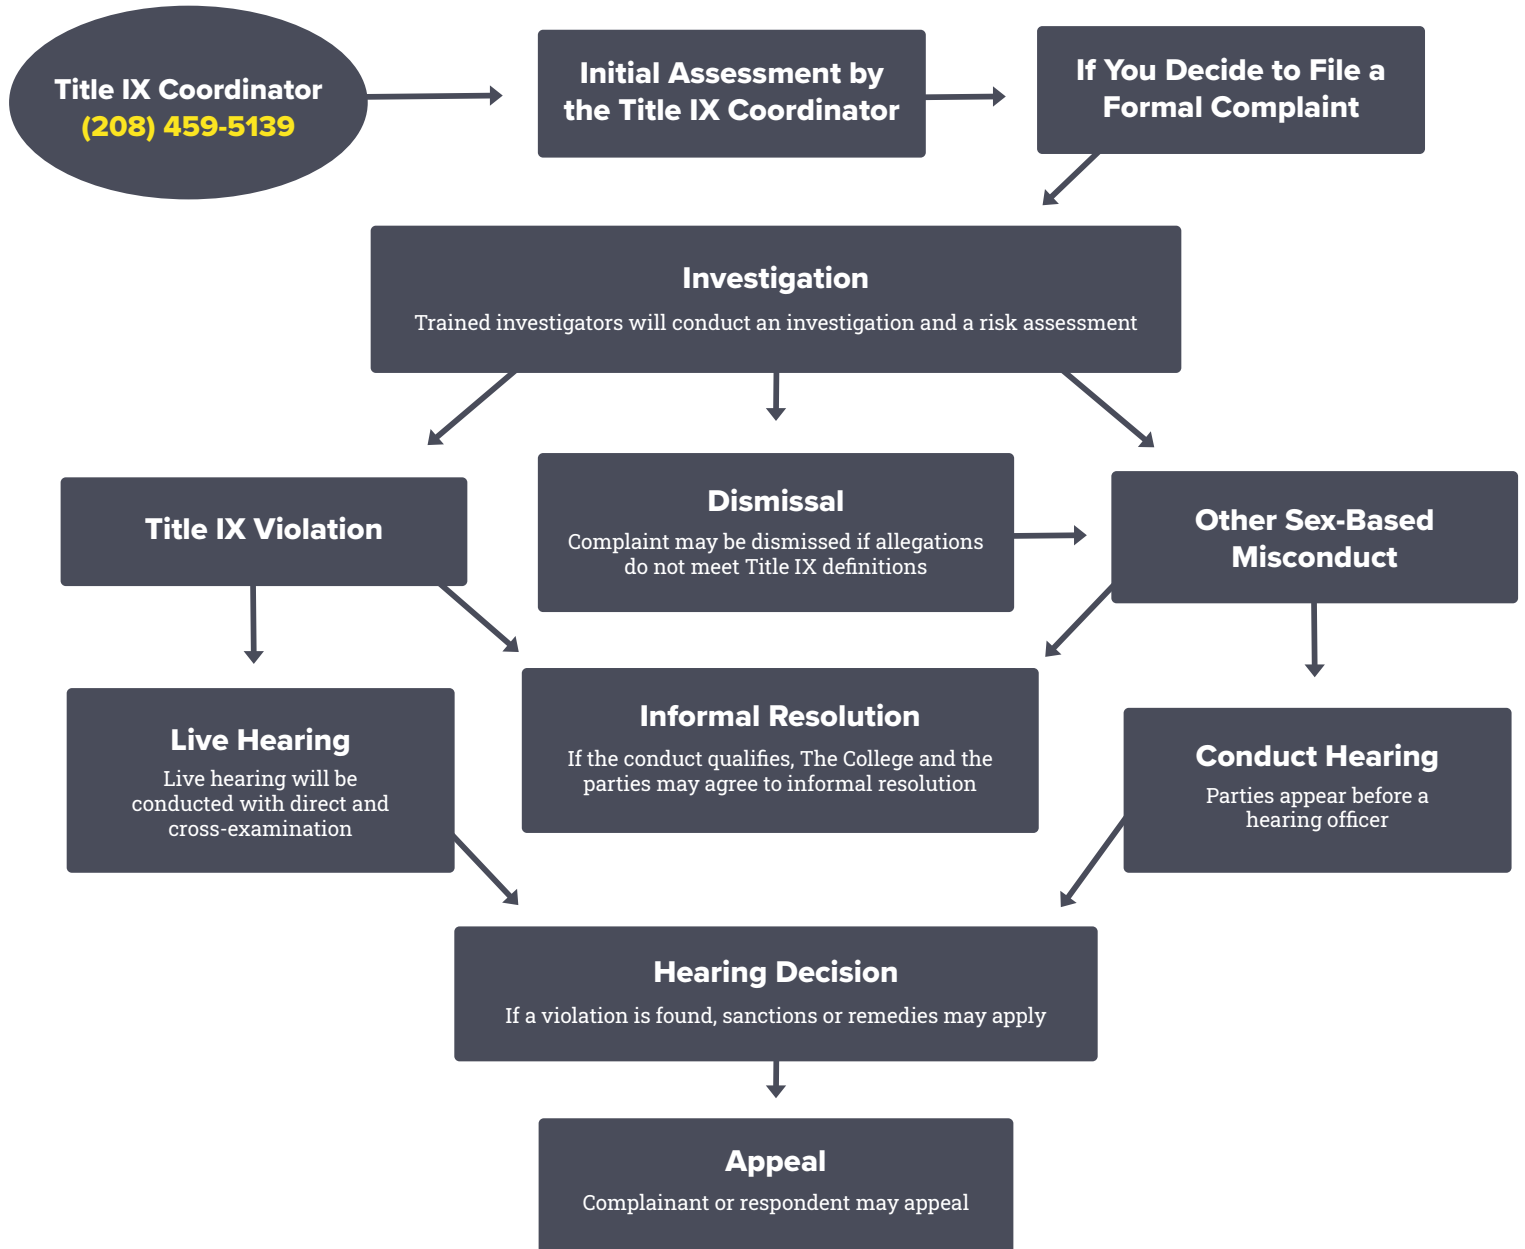 Title IX Coordinator
(208) 459-5139
Initial Assessment by
the Title IX Coordinator
If You Decide to File a
Formal Complaint
Investigation
Trained investigators will conduct an investigation and a risk assessment
Title IX Violation
Dismissal
Complaint may be dismissed if allegations
do not meet Title IX definitions
Other Sex-Based
Misconduct
Live Hearing
Live hearing will be
conducted with direct and
cross-examination
Informal Resolution
If the conduct qualifies, The College and the
parties may agree to informal resolution
Conduct Hearing
Parties appear before a
hearing officer
Hearing Decision
If a violation is found, sanctions or remedies may apply
Appeal
Complainant or respondent may appeal